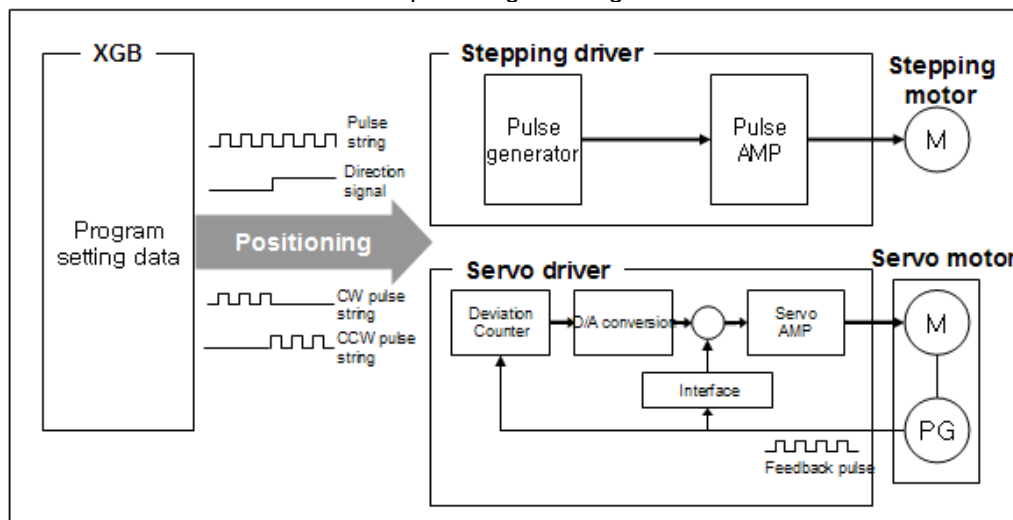 XGB
Program
setting data
Pulse
string
Direction
signal
Positioning
CW pulse
string
CCW pulse
string
Stepping driver
Pulse
generator
Pulse
AMP
Stepping
motor
M
Servo driver
Deviation
Counter
D/A conversion
Servo
AMP
Interface
Feedback pulse
Servo motor
M
PG